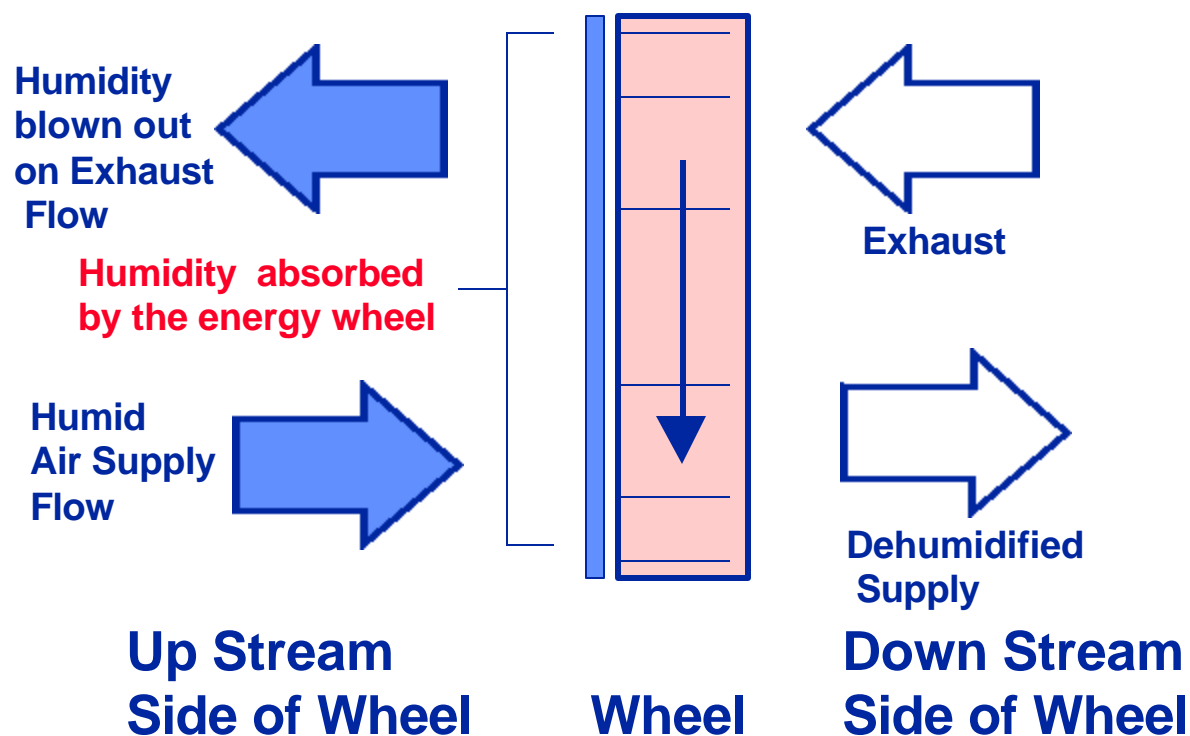 Humidity
blown out
on Exhaust
Flow
Exhaust
Humidity absorbed
by the energy wheel
Humid
Air Supply
Flow
Dehumidified
Supply
Up Stream
Side of Wheel
Wheel
Down Stream
Side of Wheel